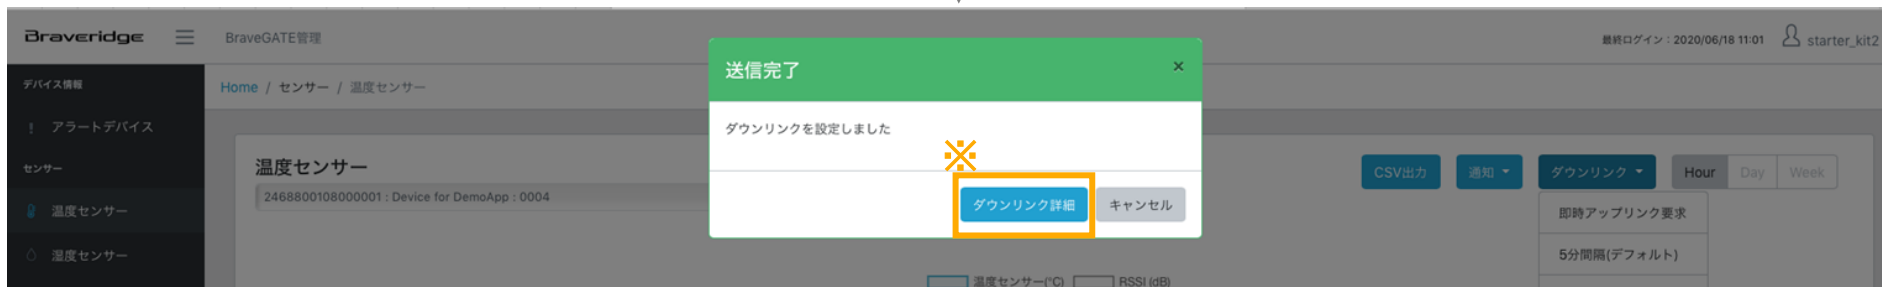 Braveridge
BraveGATE管理
最終ログイン：2020/06/18 11:01
starter_kit2
送信完了
×
デバイス情報
Home / センサー / 温度センサー
! アラートデバイス
ダウンリンクを設定しました
※
センサー
温度センサー
CSV出力
通知
ダウンリンク
Hour
Day
Week
24688001080000001 : Device for DemoApp : 0004
ダウンリンク詳細
キャンセル
温度センサー
即時アップリンク要求
湿度センサー
5分間隔(デフォルト)
温度センサー(°C)
RSSI (dB)